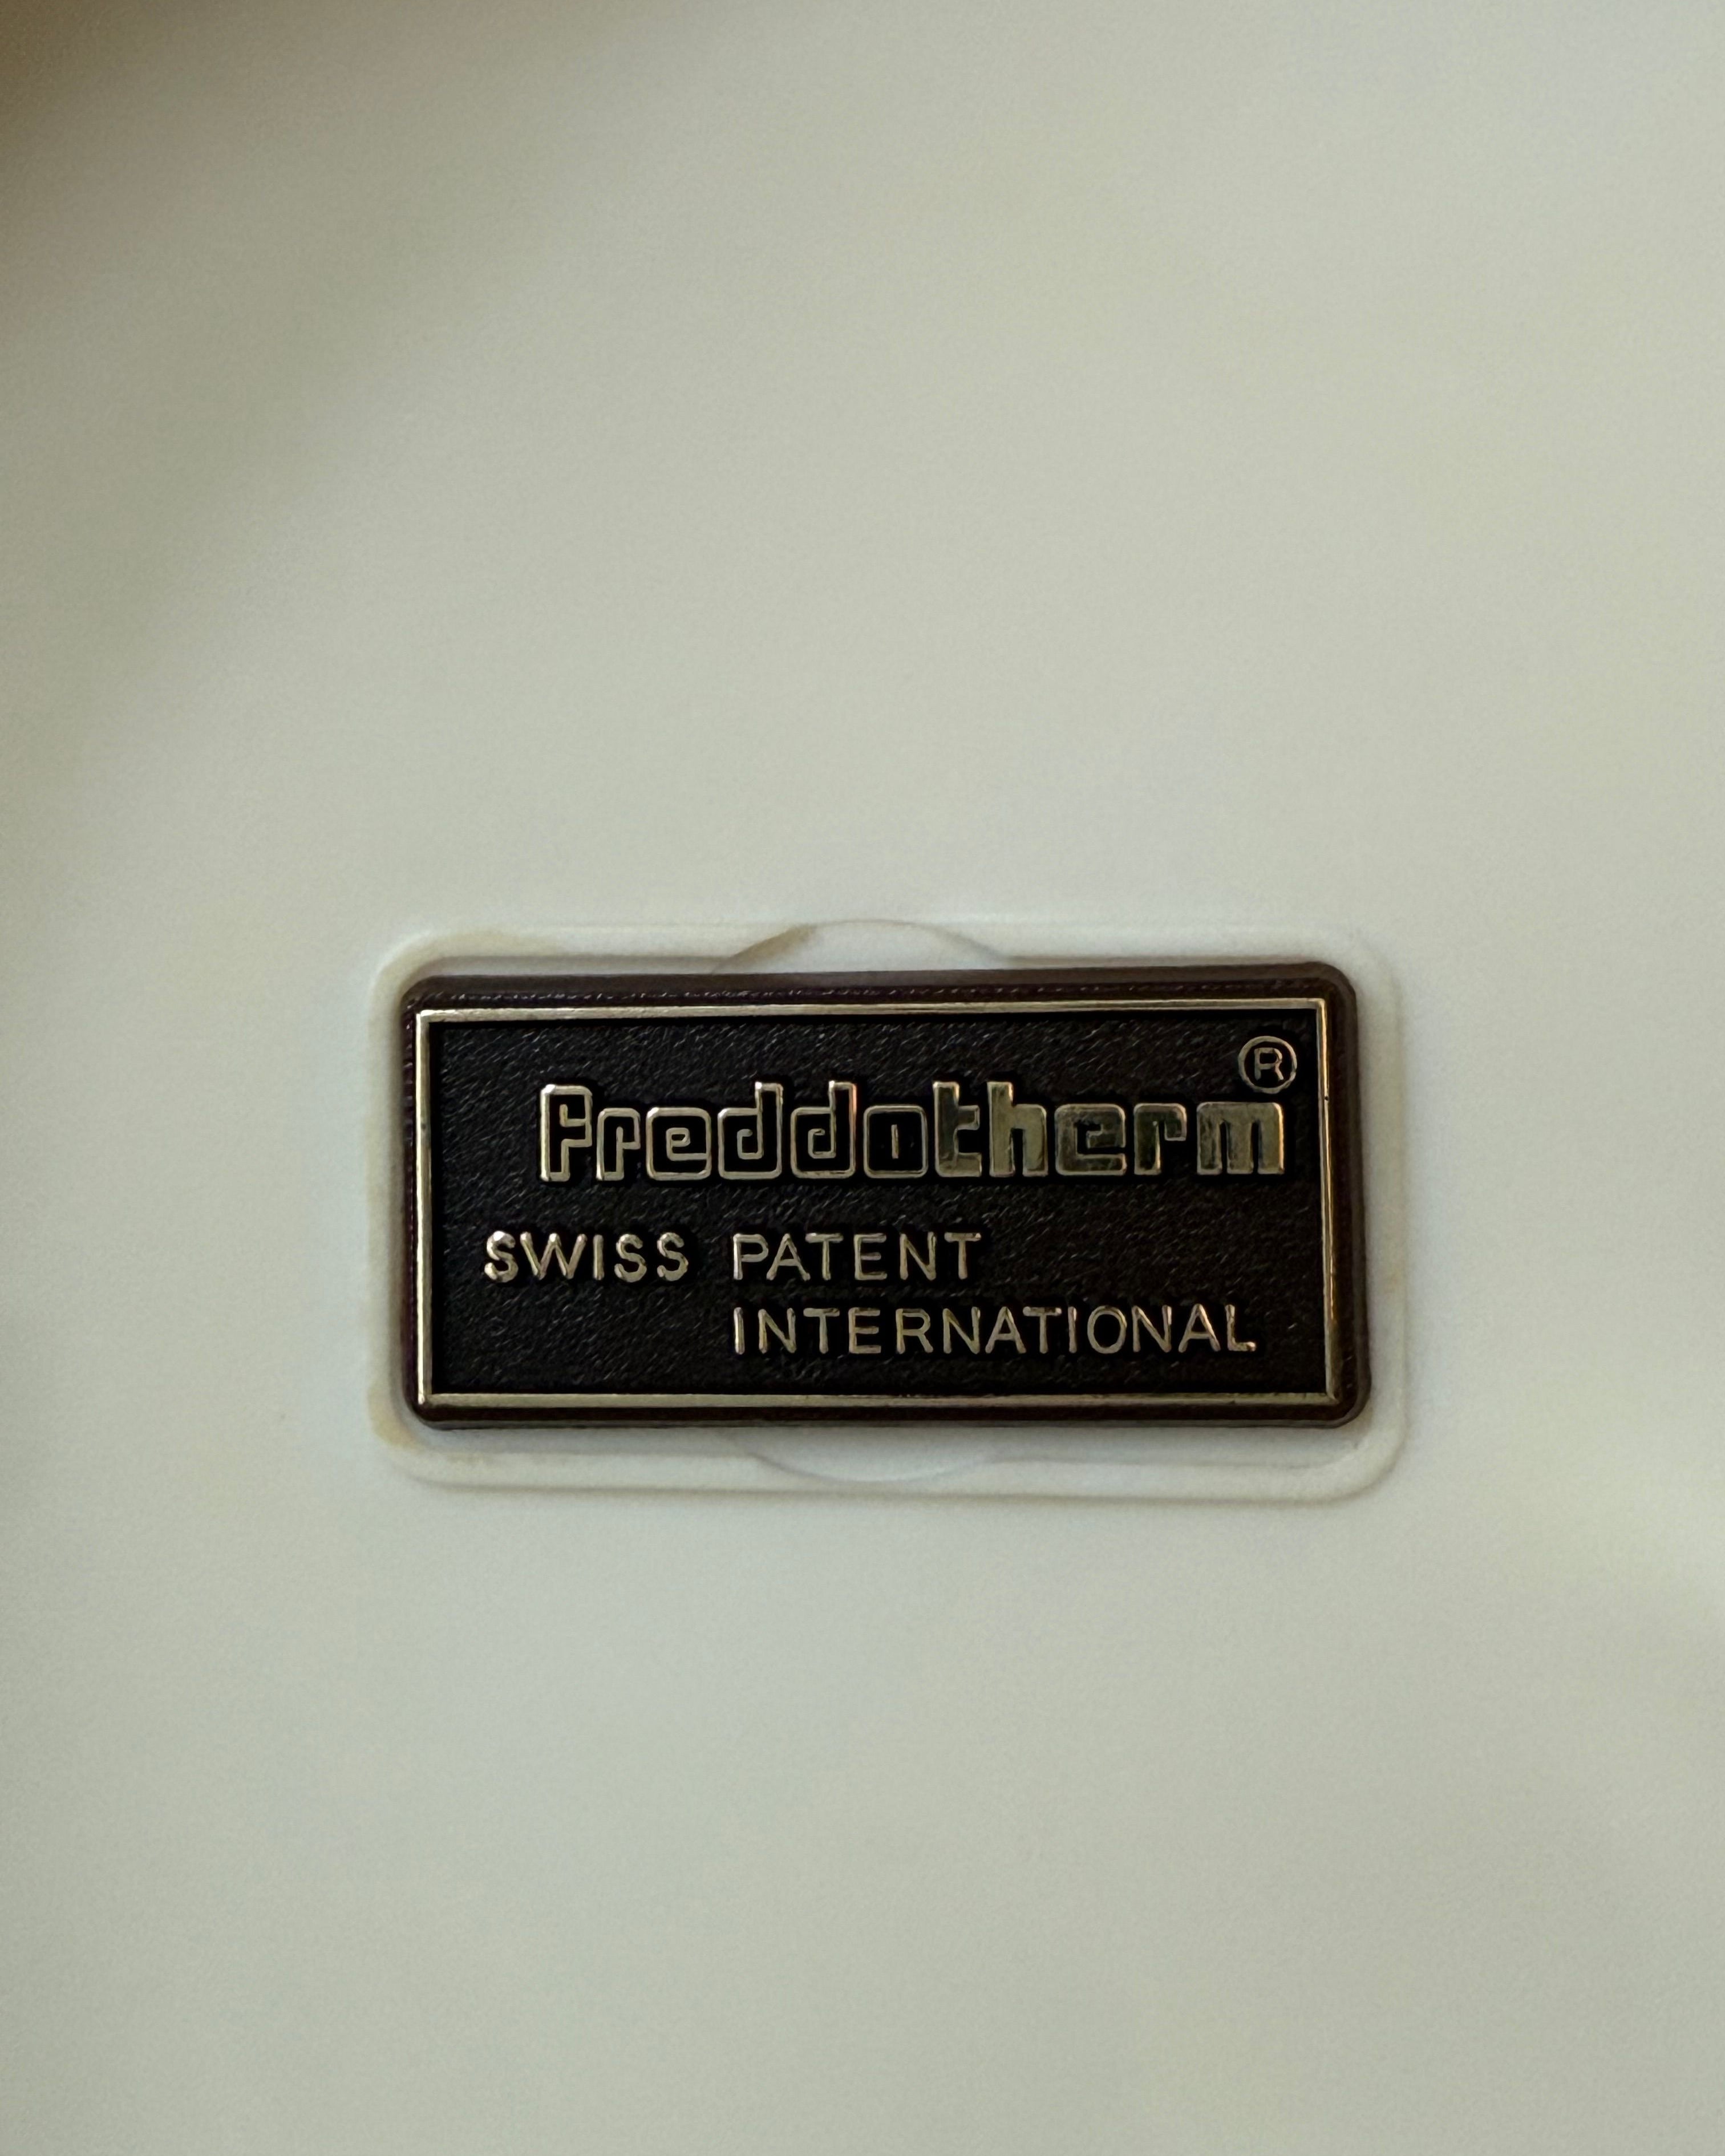 freddotherm®
SWISS PATENT
INTERNATIONAL